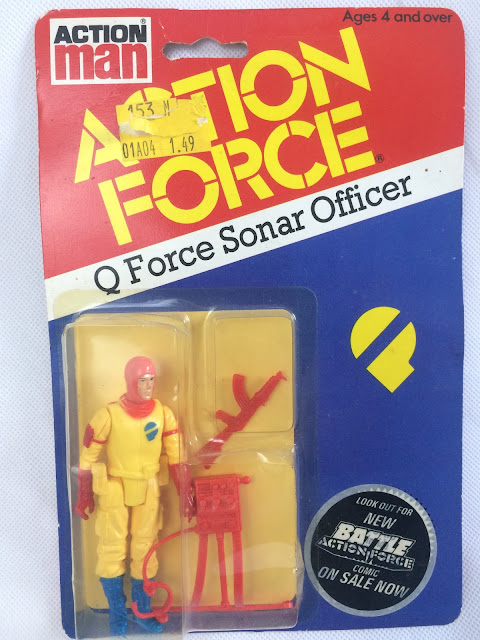 ACTION
man
®
Ages 4 and over
ACTION
153 M
01A04 1.49
FORCE®
Q Force Sonar Officer
LOOK OUT FOR
NEW
BATTLE
ACTION FORCE
COMIC
ON SALE NOW